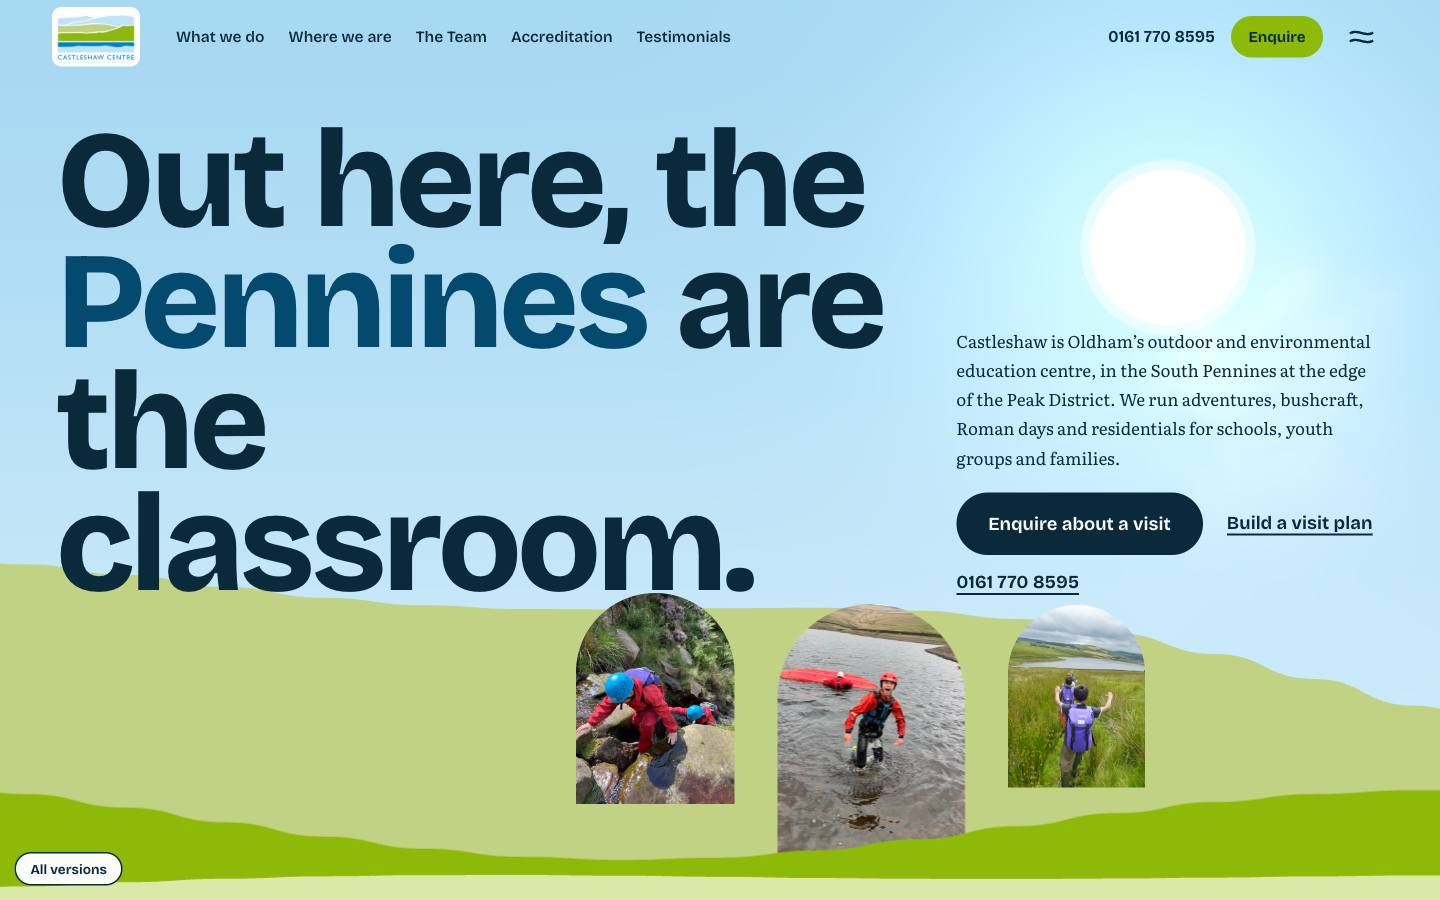 CASTLESHAW CENTRE
What we do
Where we are
The Team
Accreditation
Testimonials
0161 770 8595
Enquire
Out here, the
Pennines are
the
classroom.
Castleshaw is Oldham’s outdoor and environmental
education centre, in the South Pennines at the edge
of the Peak District. We run adventures, bushcraft,
Roman days and residentials for schools, youth
groups and families.
Enquire about a visit
Build a visit plan
0161 770 8595
All versions